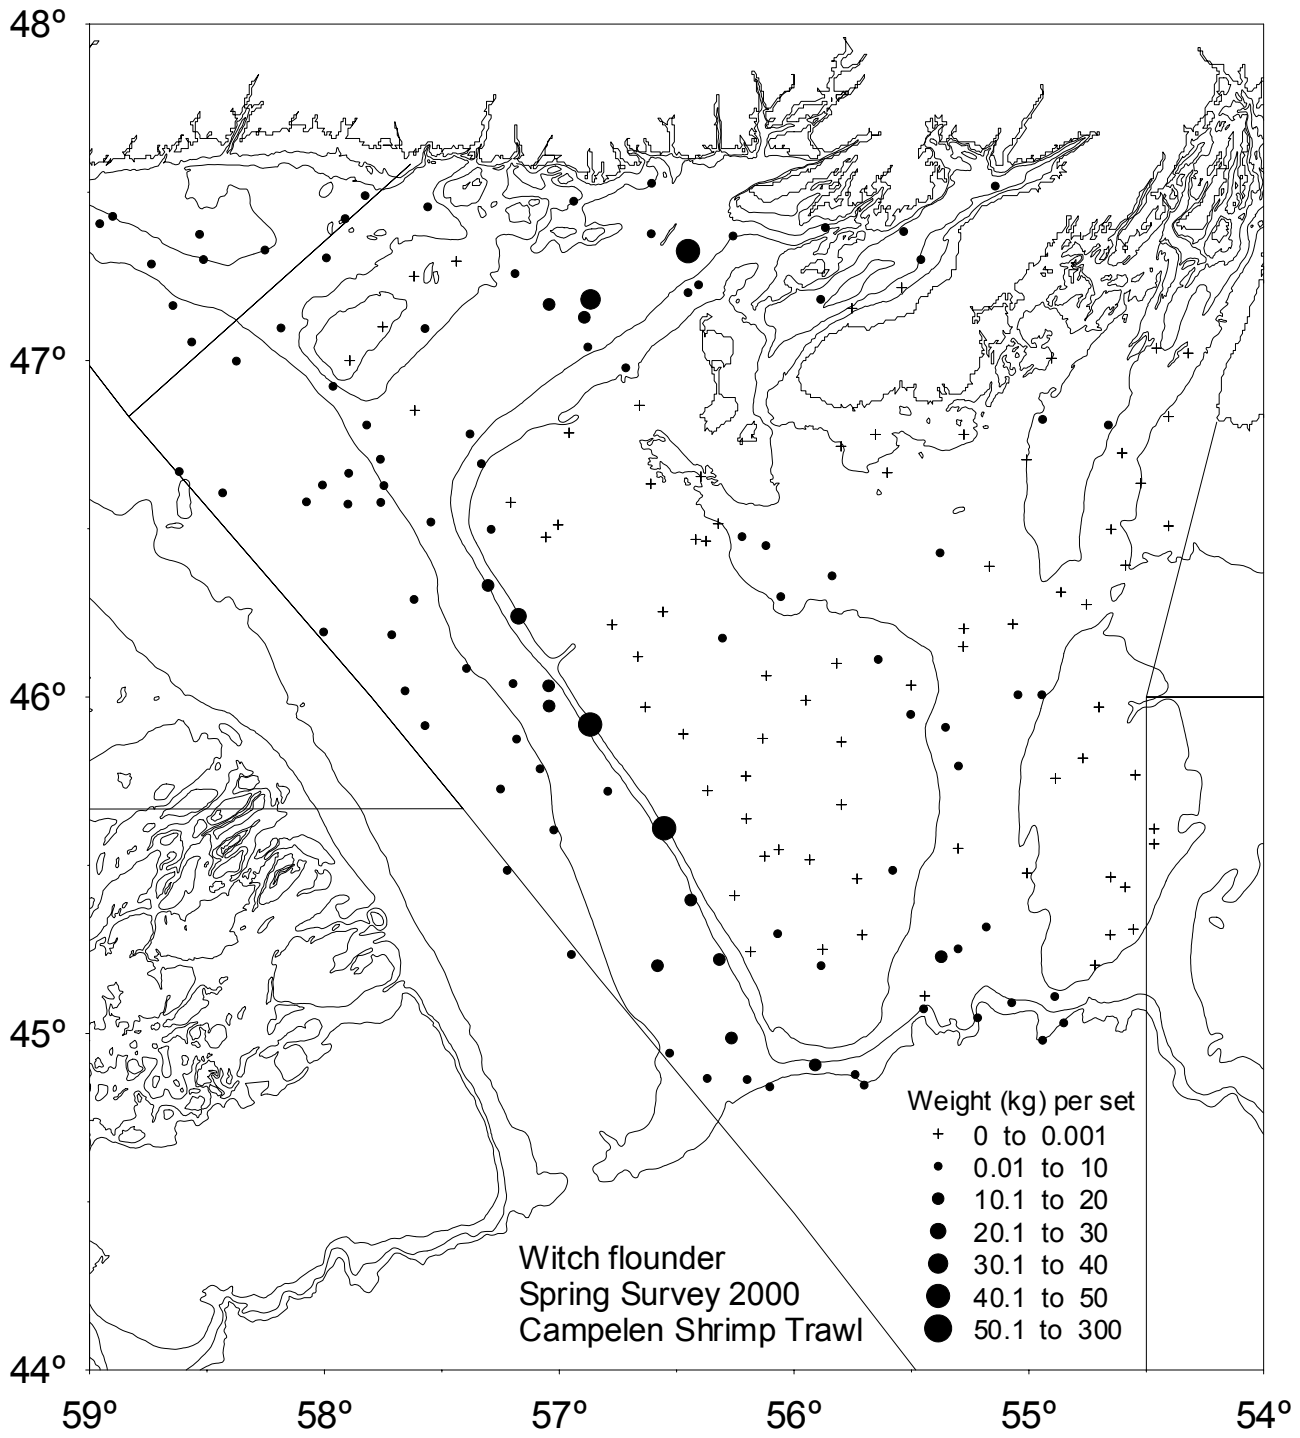 48º
47º
46º
45º
44º
59º 58º 57º 56º 55º 54º
Weight (kg) per set
+ 0 to 0.001
0.01 to 10
10.1 to 20
20.1 to 30
30.1 to 40
40.1 to 50
50.1 to 300
Witch flounder
Spring Survey 2000
Campelen Shrimp Trawl